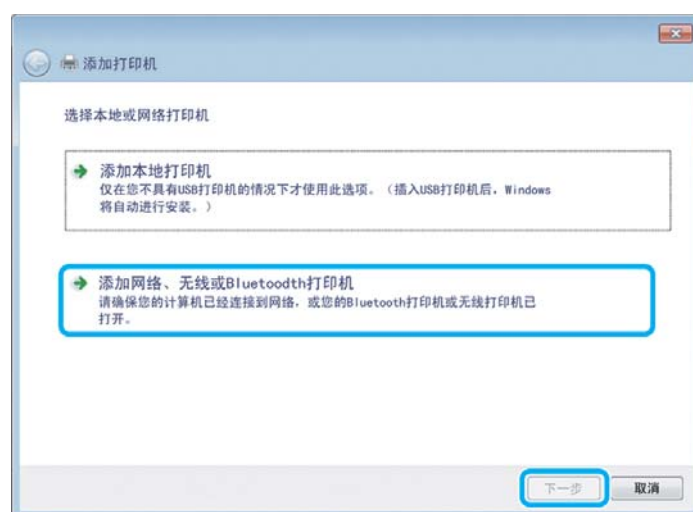 添加打印机
选择本地或网络打印机
添加本地打印机
仅在您不具有USB打印机的情况下才使用此选项。（插入USB打印机后，Windows
将自动进行安装。）
添加网络、无线或Bluetoodth打印机
请确保您的计算机已经连接到网络，或您的Bluetooth打印机或无线打印机已
打开。
下一步
取消